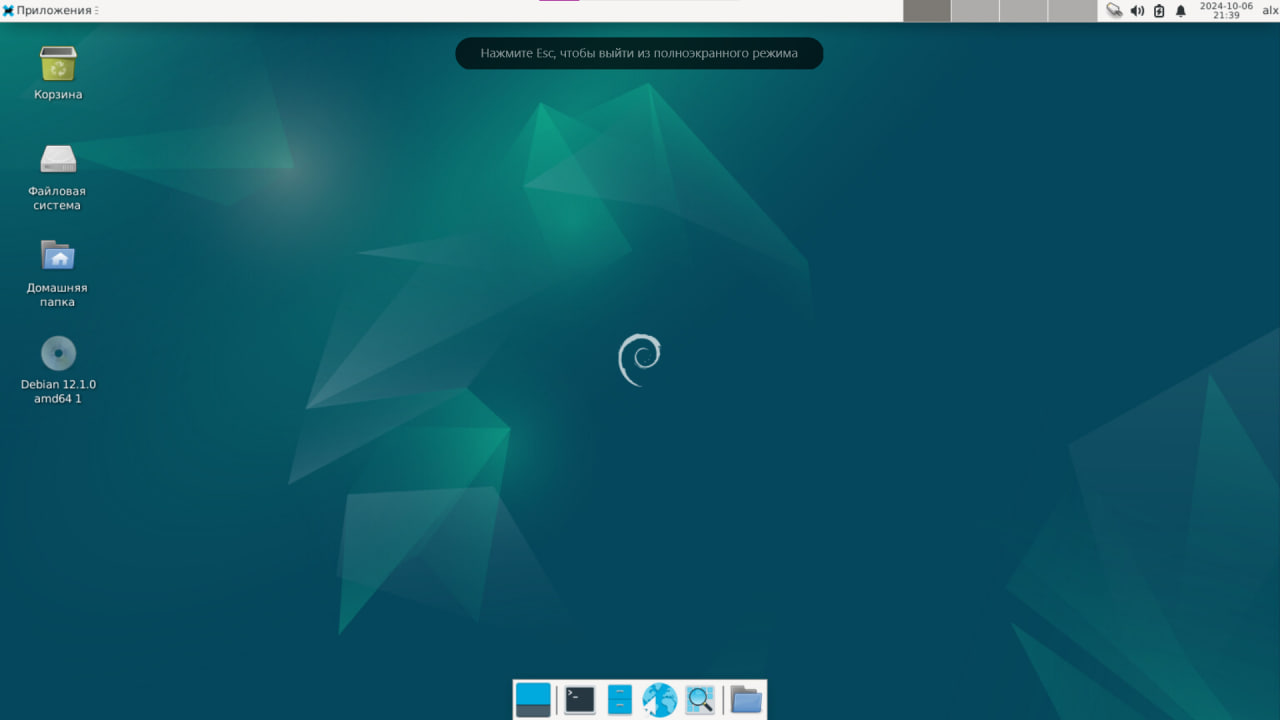 Приложения
2024-10-06
21:39
alx
Нажмите Esc, чтобы выйти из полноэкранного режима
Корзина
Файловая
система
Домашняя
папка
Debian 12.1.0
amd64 1